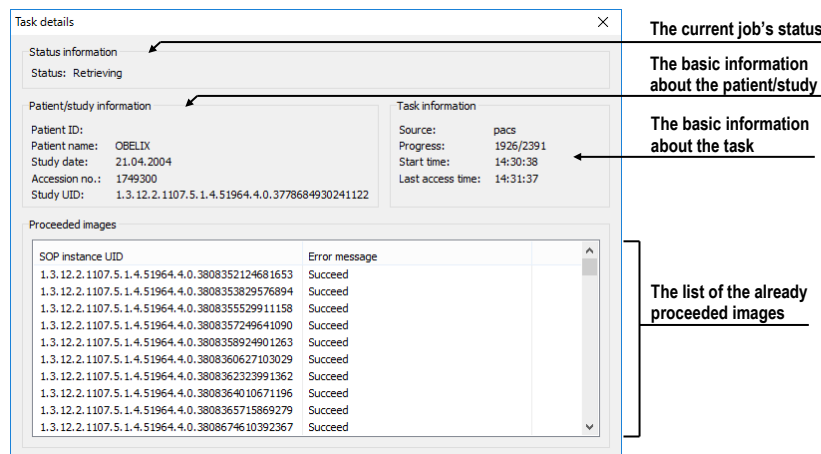 Task details
Status information
Status: Retrieving
Patient/study information
Patient ID:
Patient name: OBELIX
Study date: 21.04.2004
Accession no.: 1749300
Study UID: 1.3.12.2.1107.5.1.4.51964.4.0.3778684930241122
Task information
Source: pacs
Progress: 1926/2391
Start time: 14:30:38
Last access time: 14:31:37
Proceeded images
SOP instance UID Error message
1.3.12.2.1107.5.1.4.51964.4.0.3808352124681653 Succeed
1.3.12.2.1107.5.1.4.51964.4.0.3808353829576894 Succeed
1.3.12.2.1107.5.1.4.51964.4.0.3808355529911158 Succeed
1.3.12.2.1107.5.1.4.51964.4.0.3808357249641090 Succeed
1.3.12.2.1107.5.1.4.51964.4.0.3808358924901263 Succeed
1.3.12.2.1107.5.1.4.51964.4.0.3808360627103029 Succeed
1.3.12.2.1107.5.1.4.51964.4.0.3808362323991362 Succeed
1.3.12.2.1107.5.1.4.51964.4.0.3808364010671196 Succeed
1.3.12.2.1107.5.1.4.51964.4.0.3808365715869279 Succeed
1.3.12.2.1107.5.1.4.51964.4.0.3808674610392367 Succeed
The current job's status
The basic information
about the patient/study
The basic information
about the task
The list of the already
proceeded images